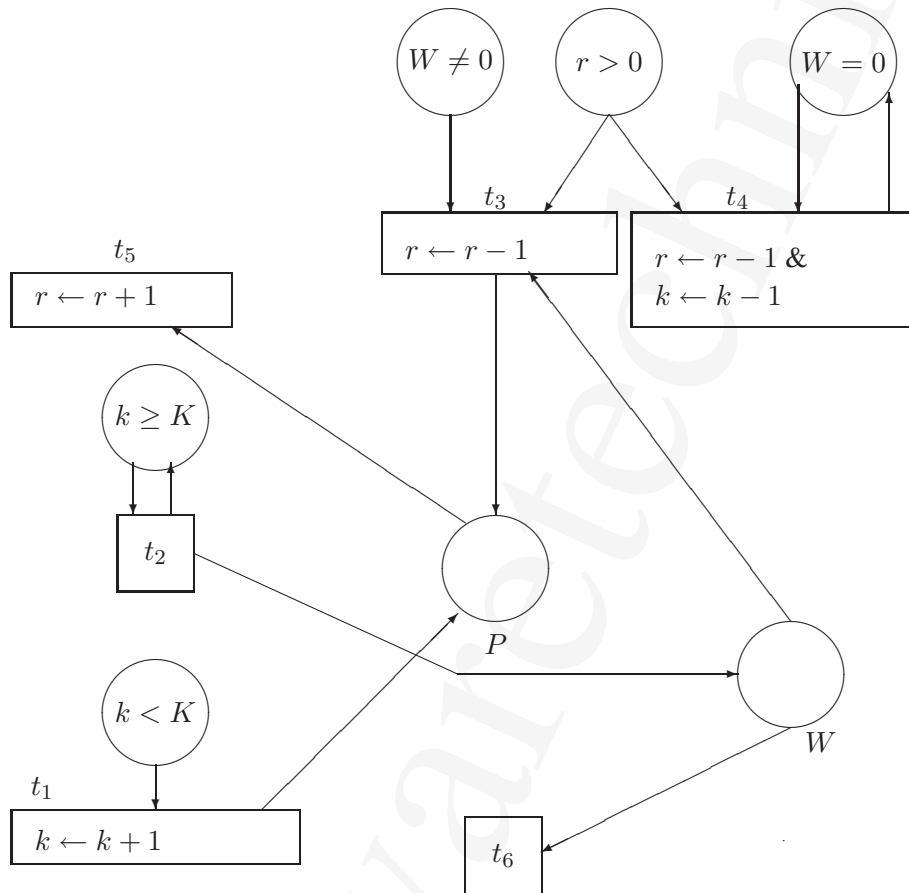 W ≠ 0
r > 0
W = 0
t₃
t₄
r ← r − 1
r ← r − 1 &
k ← k − 1
t₅
r ← r + 1
k ≥ K
t₂
P
k < K
W
t₁
k ← k + 1
t₆